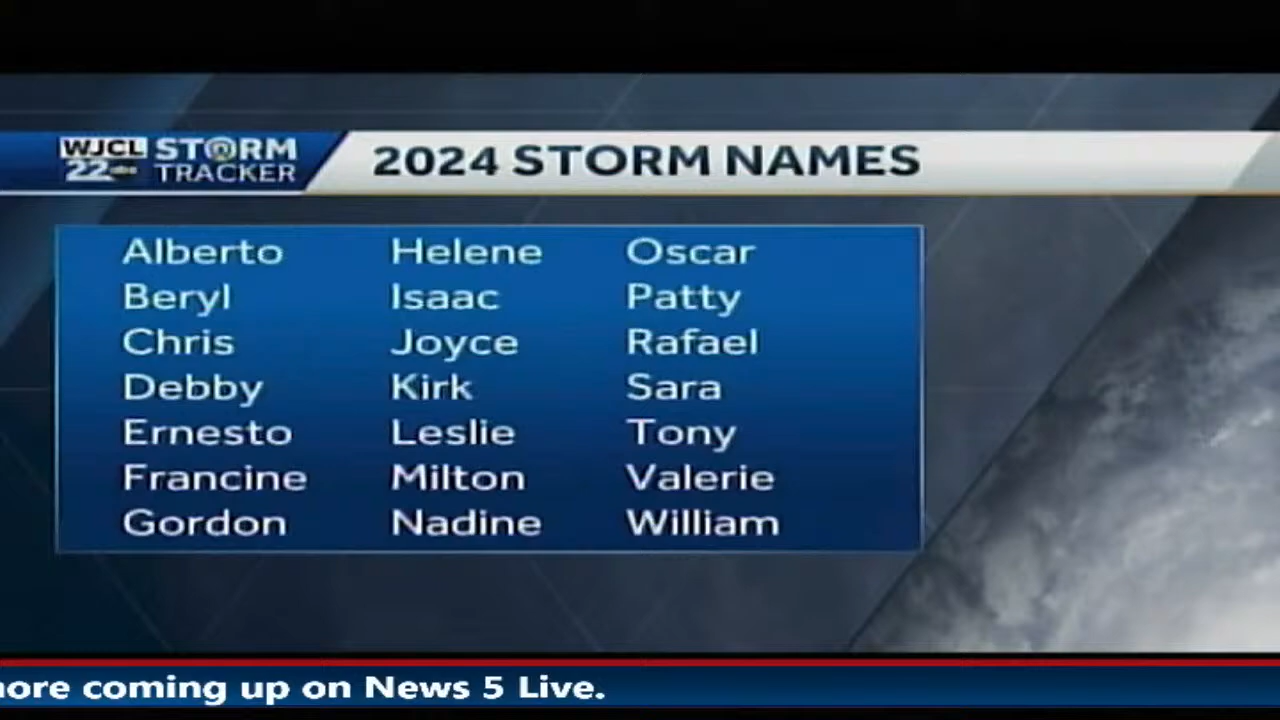 WJCL 22 abc STORM TRACKER
2024 STORM NAMES
Alberto Helene Oscar
Beryl Isaac Patty
Chris Joyce Rafael
Debby Kirk Sara
Ernesto Leslie Tony
Francine Milton Valerie
Gordon Nadine William
coming up on News 5 Live.